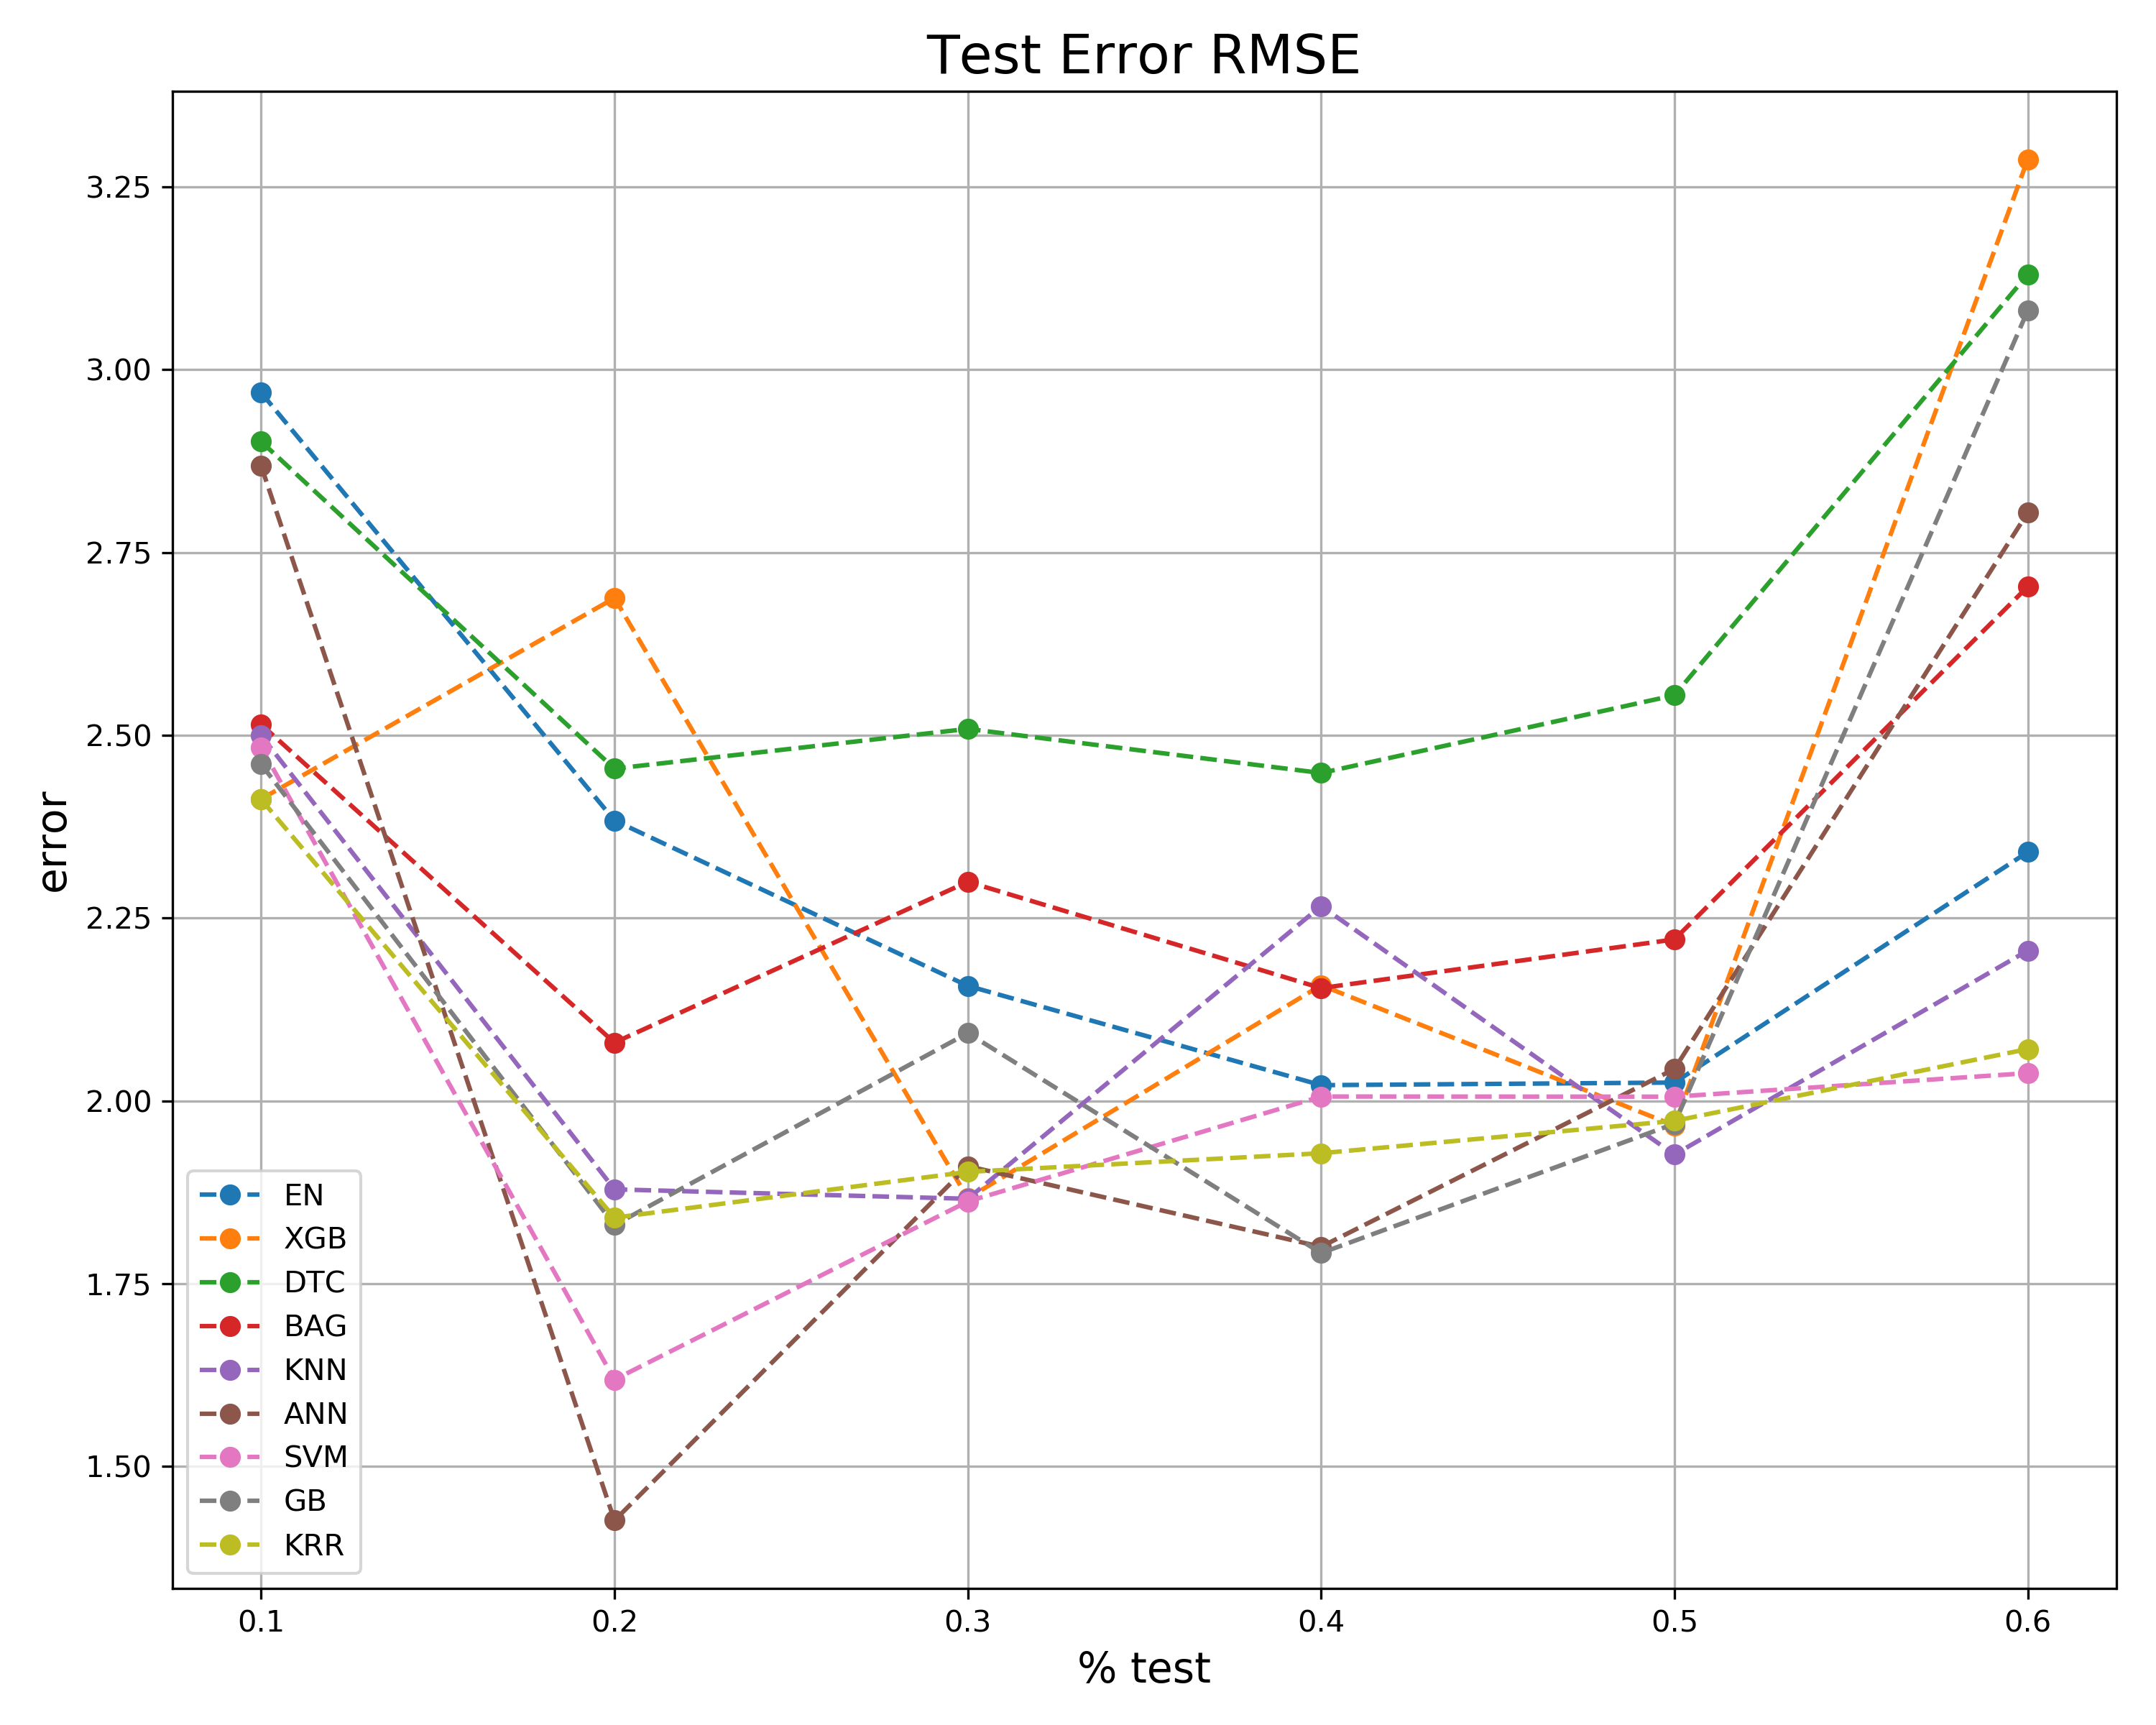 Test Error RMSE
error
3.25
3.00
2.75
2.50
2.25
2.00
1.75
1.50
EN
XGB
DTC
BAG
KNN
ANN
SVM
GB
KRR
0.1 0.2 0.3 0.4 0.5 0.6
% test